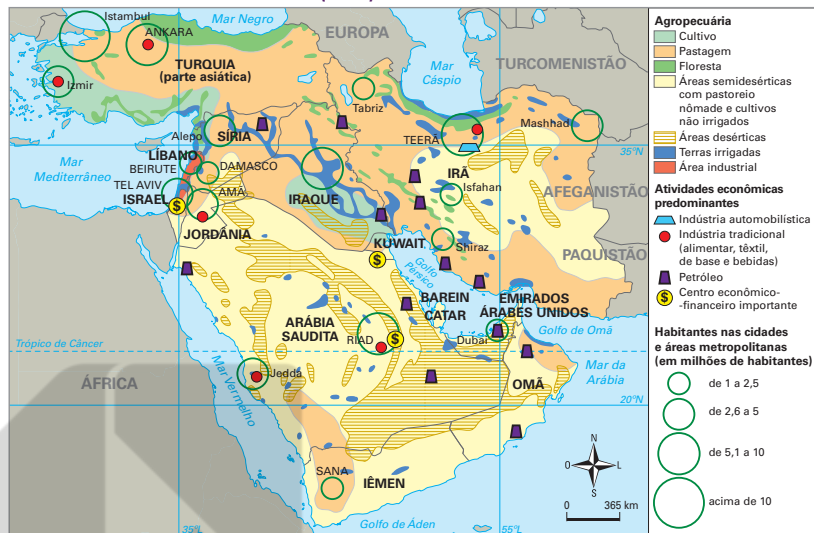 Istambul
Mar Negro
EUROPA
ANKARA
TURQUIA
(parte asiática)
Izmir
Mar
Cáspio
TURCOMENISTÃO
Tabriz
Mashhad
Alepo
SÍRIA
TEERÃ
35ºN
Mar
Mediterrâneo
LÍBANO
BEIRUTE
DAMASCO
TEL AVIV
AMÃ
ISRAEL
IRAQUE
IRÃ
Isfahan
AFEGANISTÃO
JORDÂNIA
KUWAIT
Shiraz
PAQUISTÃO
Golfo
Pérsico
BAREIN
CATAR
EMIRADOS
ÁRABES UNIDOS
ARÁBIA
SAUDITA
RIAD
Dubai
Golfo de Omã
Trópico de Câncer
ÁFRICA
Jedda
Mar Vermelho
OMÃ
Mar da
Arábia
20ºN
SANA
IÊMEN
Golfo de Áden
35ºL
55ºL
N
O
L
S
0
365 km
Agropecuária
Cultivo
Pastagem
Floresta
Áreas semidesérticas
com pastoreio
nômade e cultivos
não irrigados
Áreas desérticas
Terras irrigadas
Área industrial
Atividades econômicas
predominantes
Indústria automobilística
Indústria tradicional
(alimentar, têxtil,
de base e bebidas)
Petróleo
$ Centro econômico-
-financeiro importante
Habitantes nas cidades
e áreas metropolitanas
(em milhões de habitantes)
de 1 a 2,5
de 2,6 a 5
de 5,1 a 10
acima de 10